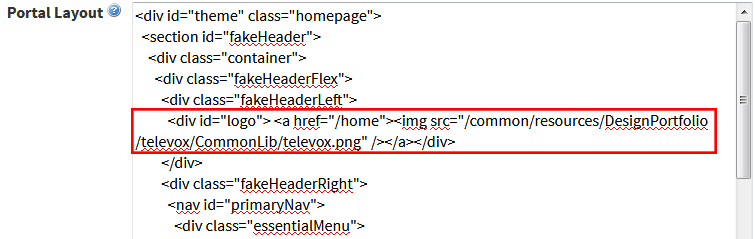 Portal Layout
<div id="theme" class="homepage">
<section id="fakeHeader">
<div class="container">
<div class="fakeHeaderFlex">
<div class="fakeHeaderLeft">
<div id="logo"> <a href="/home"><img src="/common/resources/DesignPortfolio
/televox/CommonLib/televox.png" /></a></div>
</div>
<div class="fakeHeaderRight">
<nav id="primaryNav">
<div class="essentialMenu">